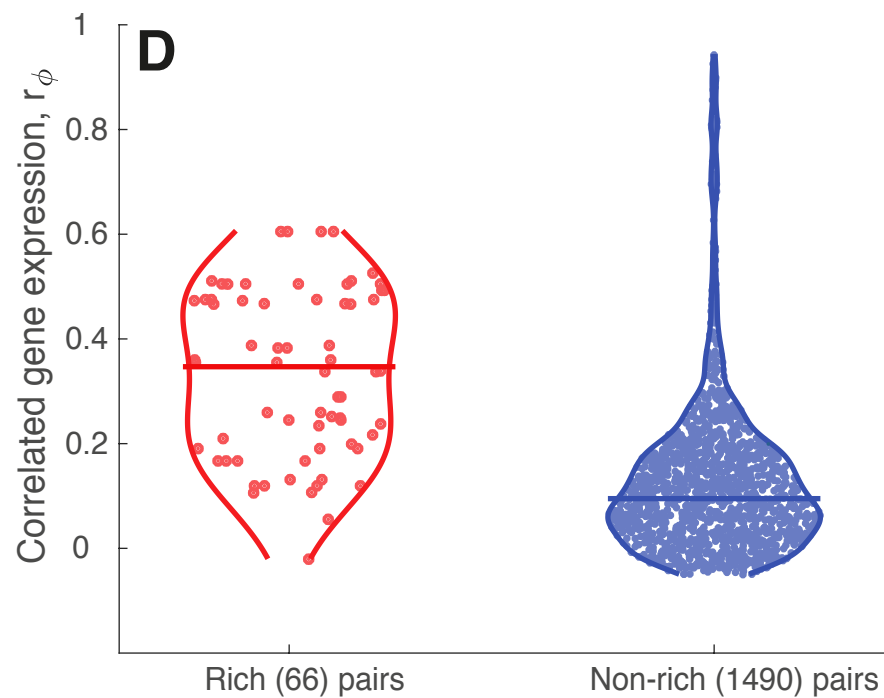 D
Correlated gene expression, rϕ
1
0.8
0.6
0.4
0.2
0
Rich (66) pairs
Non-rich (1490) pairs